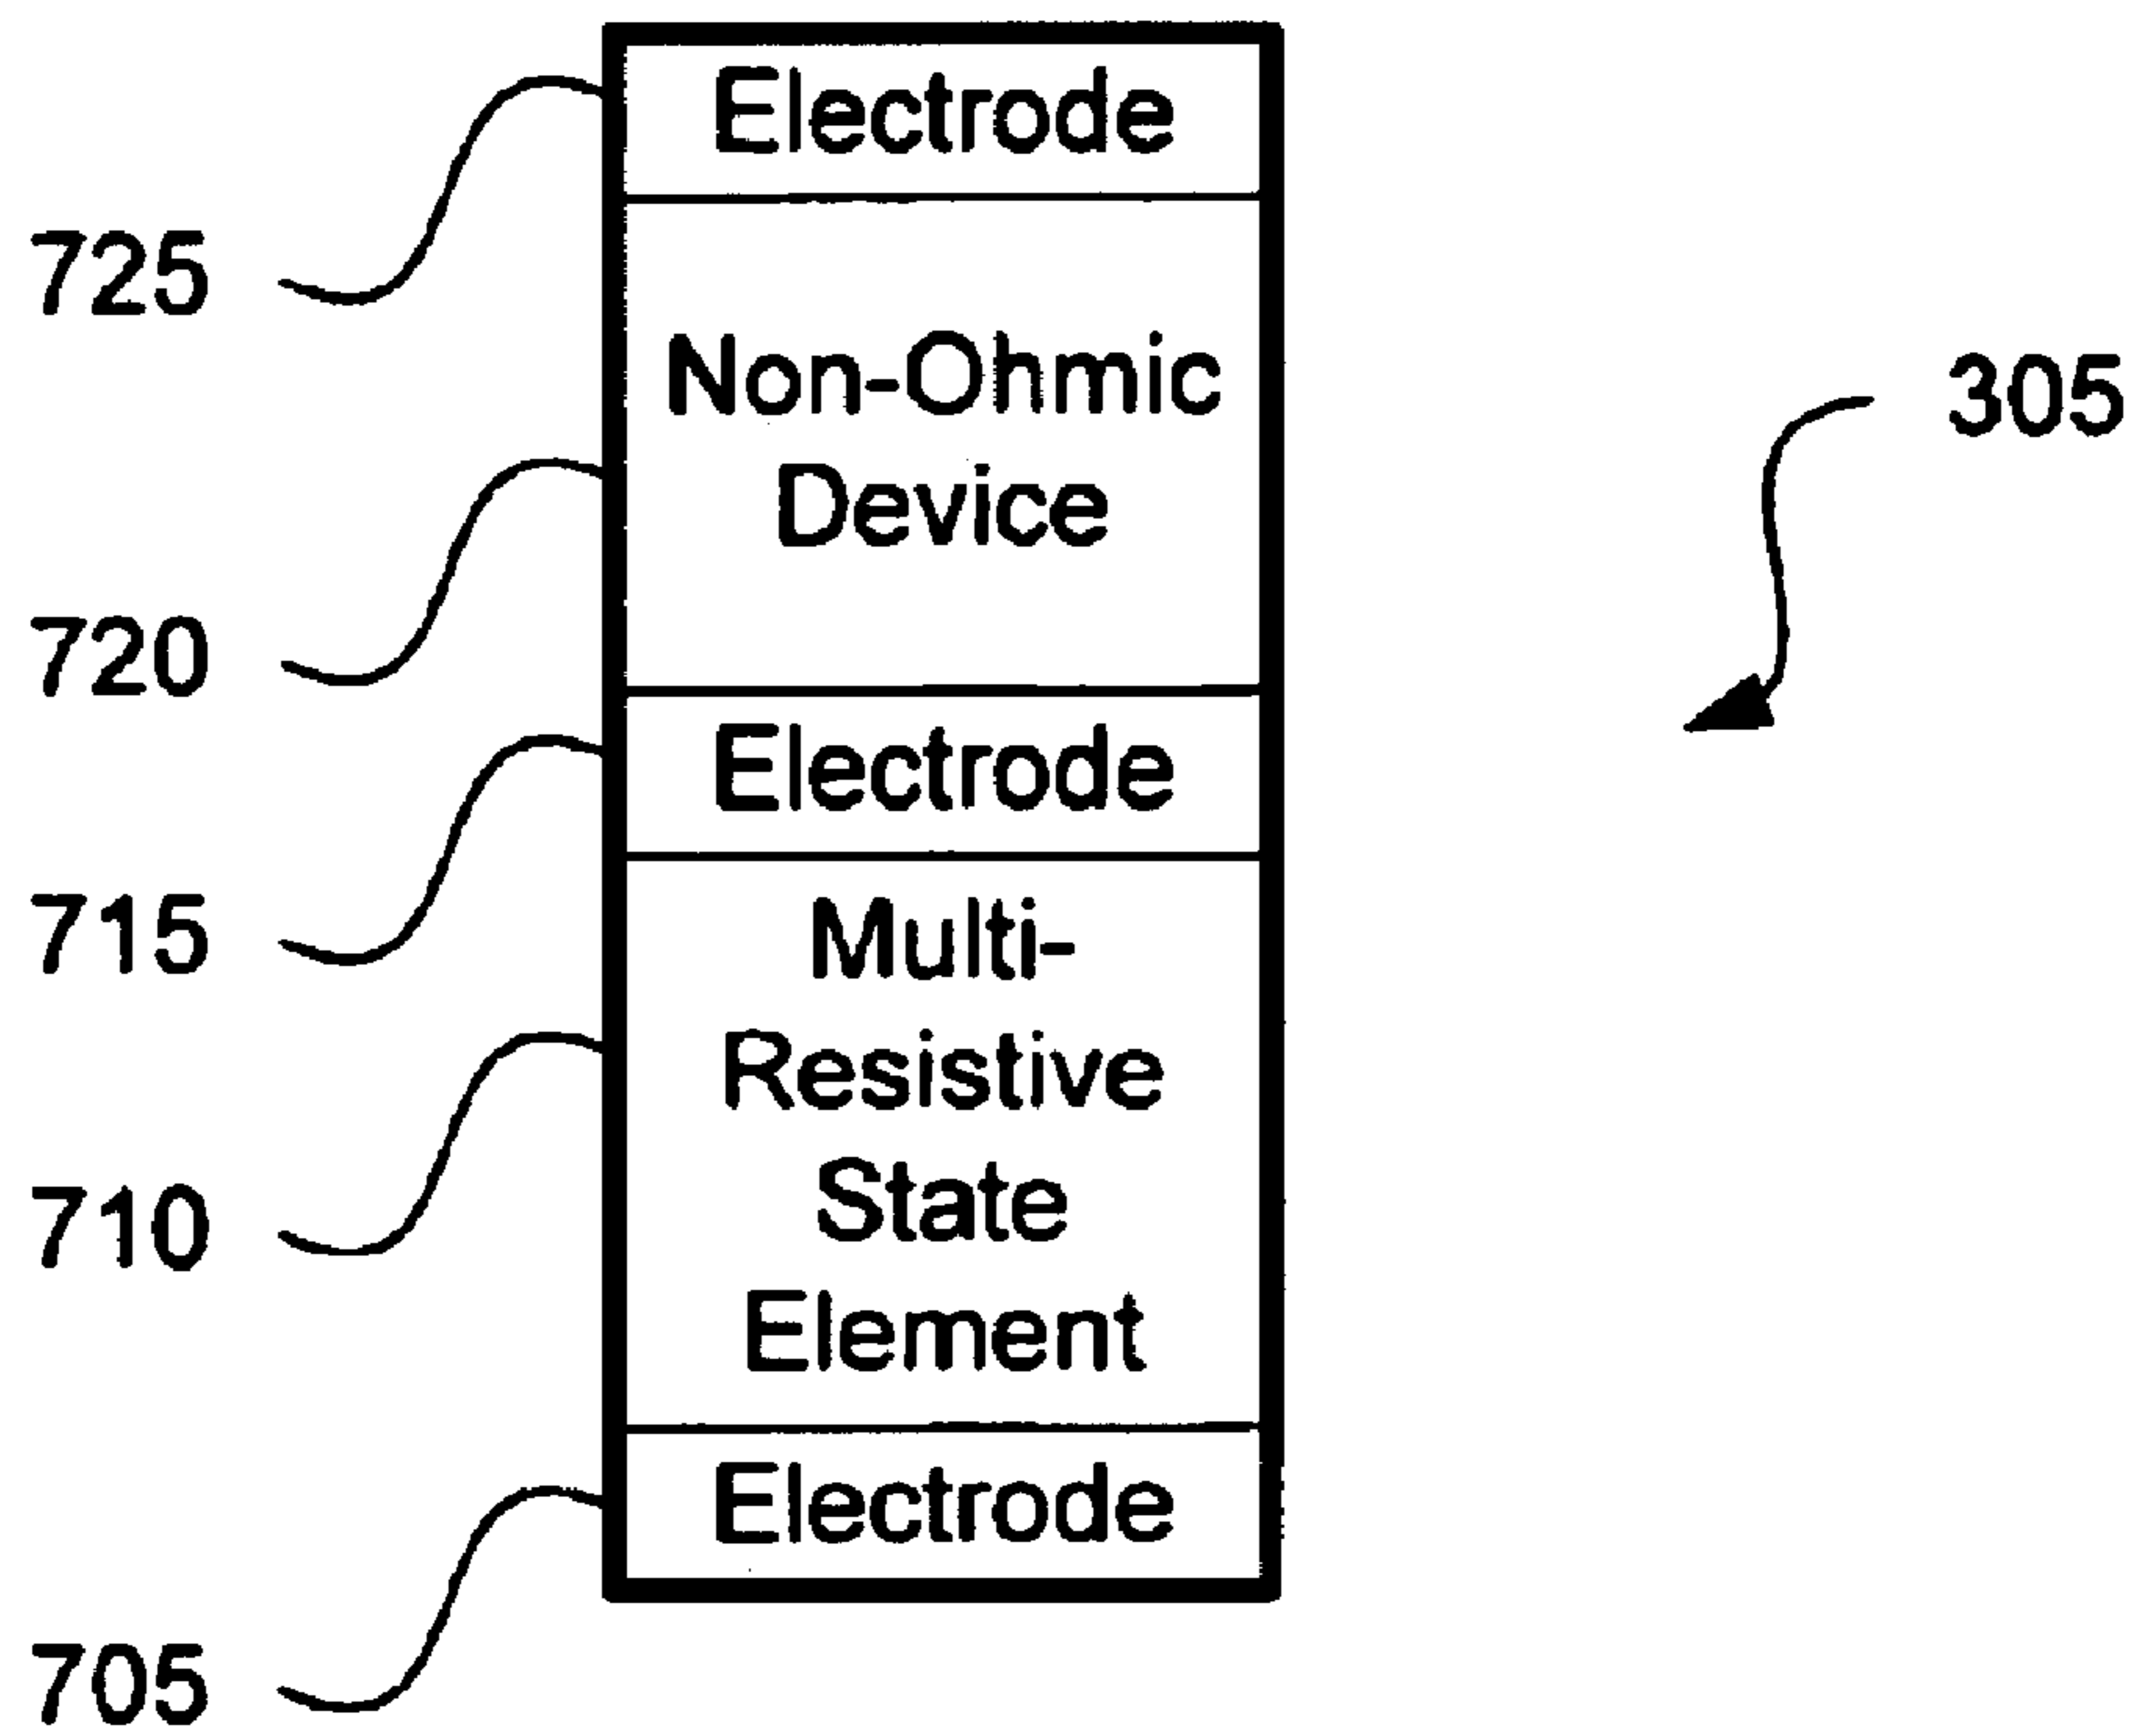 Electrode
725
Non-Ohmic
305
Device
720
Electrode
715
Multi-
Resistive
710
State
Element
Electrode
705